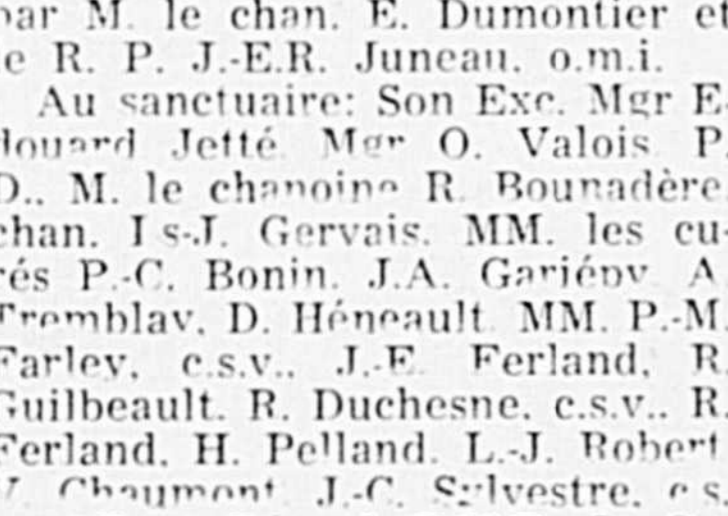 par M. le chan. E. Dumontier et
le R. P. J.-E.R. Juneau, o.m.i.
Au sanctuaire: Son Exc. Mgr E.
douard Jetté, Mgr O. Valois, P.
D., M. le chanoine R. Bounadère,
chan. Ls-J. Gervais, MM. les cu-
rés P.-C. Bonin, J.A. Gariépy, A.
Tremblay, D. Héneault, MM. P.-M.
Farley, c.s.v., J.-E. Ferland, R.
Guilbeault, R. Duchesne, c.s.v., R.
Ferland, H. Pelland, L.-J. Robert,
V. Chaumont, J.-C. Sylvestre, c.s.